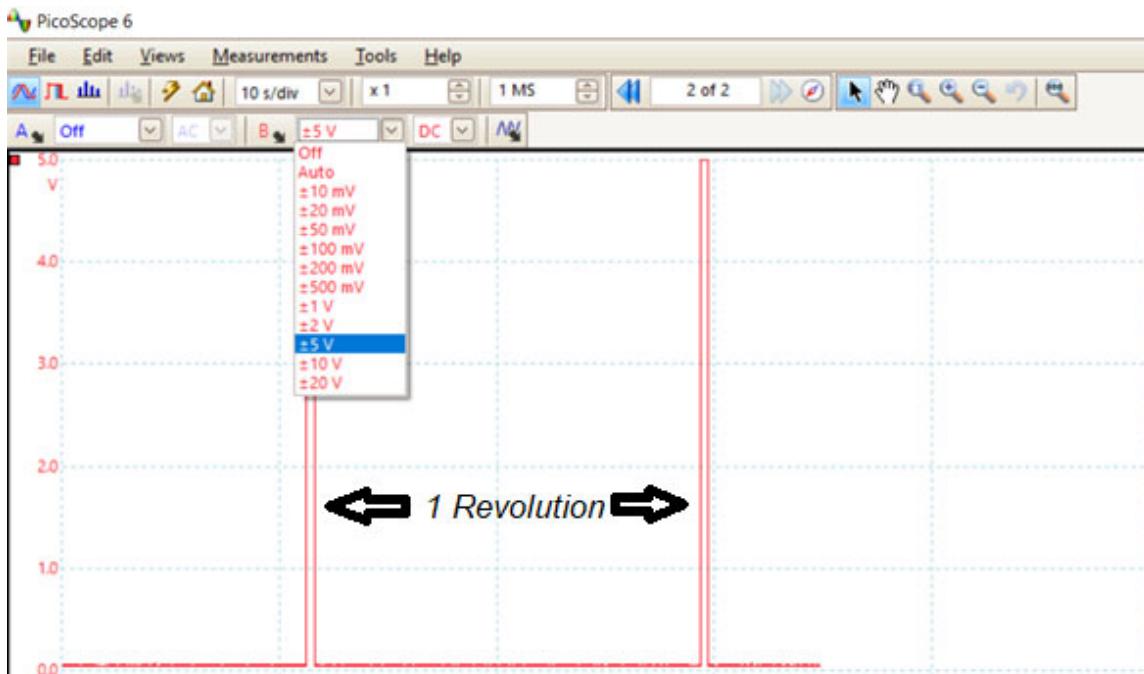 PicoScope 6
File Edit Views Measurements Tools Help
10 s/div x 1 1 MS 2 of 2
A Off AC B ±5 V DC
Off
Auto
±10 mV
±20 mV
±50 mV
±100 mV
±200 mV
±500 mV
±1 V
±2 V
±5 V
±10 V
±20 V
5.0
V
4.0
3.0
2.0
1 Revolution
1.0
0.0